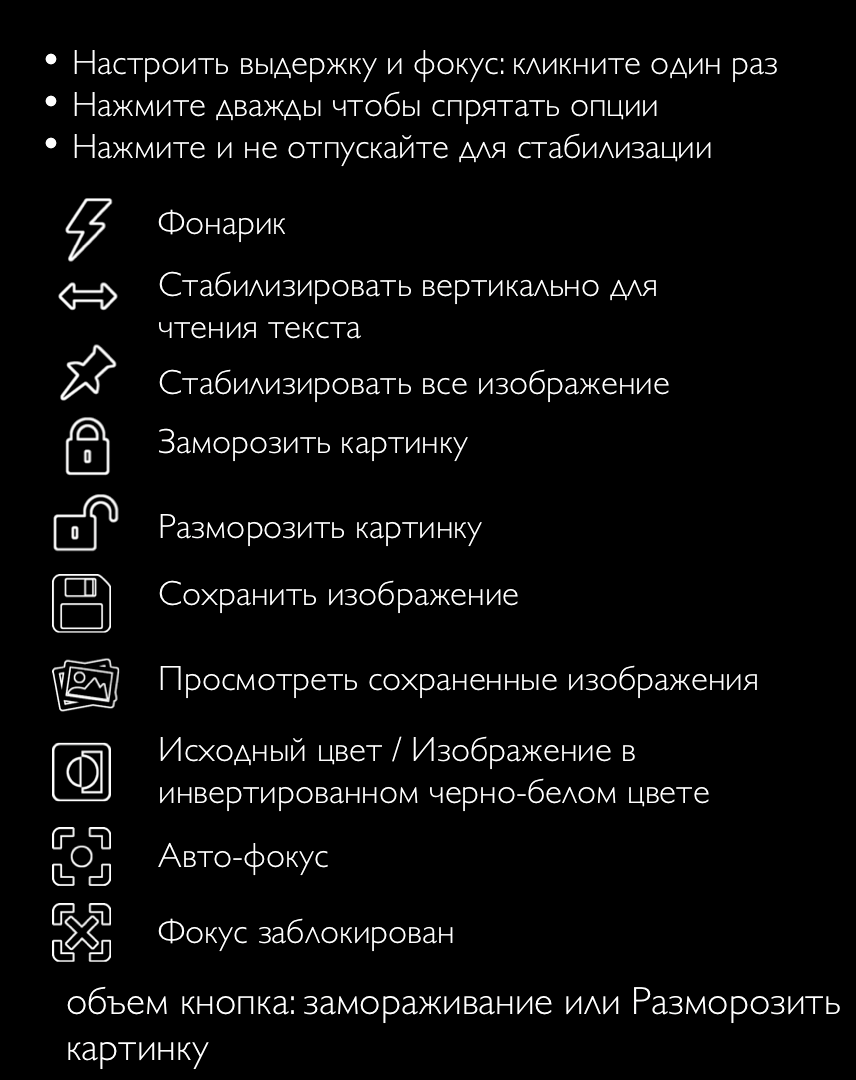 • Настроить выдержку и фокус: кликните один раз
• Нажмите дважды чтобы спрятать опции
• Нажмите и не отпускайте для стабилизации
Фонарик
Стабилизировать вертикально для
чтения текста
Стабилизировать все изображение
Заморозить картинку
Разморозить картинку
Сохранить изображение
Просмотреть сохраненные изображения
Исходный цвет / Изображение в
инвертированном черно-белом цвете
Авто-фокус
Фокус заблокирован
объем кнопка: замораживание или Разморозить
картинку